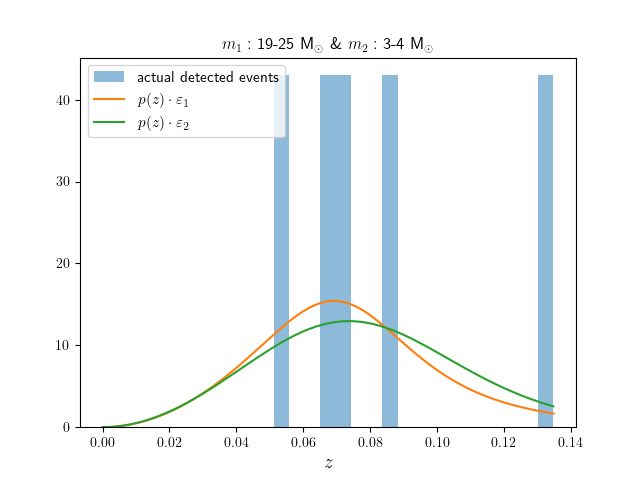 m₁ : 19-25 M⊙ & m₂ : 3-4 M⊙
actual detected events
p(z) · ε₁
p(z) · ε₂
40
30
20
10
0
0.00 0.02 0.04 0.06 0.08 0.10 0.12 0.14
z